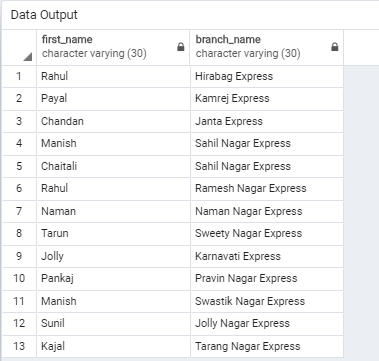 Data Output
first_name branch_name
character varying (30) character varying (30)
1 Rahul Hirabag Express
2 Payal Kamrej Express
3 Chandan Janta Express
4 Manish Sahil Nagar Express
5 Chaitali Sahil Nagar Express
6 Rahul Ramesh Nagar Express
7 Naman Naman Nagar Express
8 Tarun Sweety Nagar Express
9 Jolly Karnavati Express
10 Pankaj Pravin Nagar Express
11 Manish Swastik Nagar Express
12 Sunil Jolly Nagar Express
13 Kajal Tarang Nagar Express